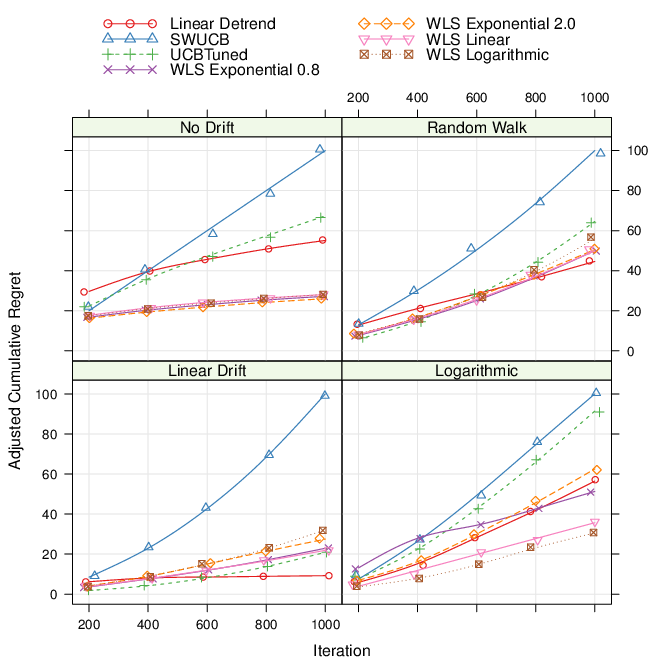 Linear Detrend
SWUCB
UCBTuned
WLS Exponential 0.8
WLS Exponential 2.0
WLS Linear
WLS Logarithmic
200 400 600 800 1000
No Drift
Random Walk
100
80
60
40
20
0
Linear Drift
Logarithmic
100
80
60
40
20
0
200 400 600 800 1000
Adjusted Cumulative Regret
Iteration